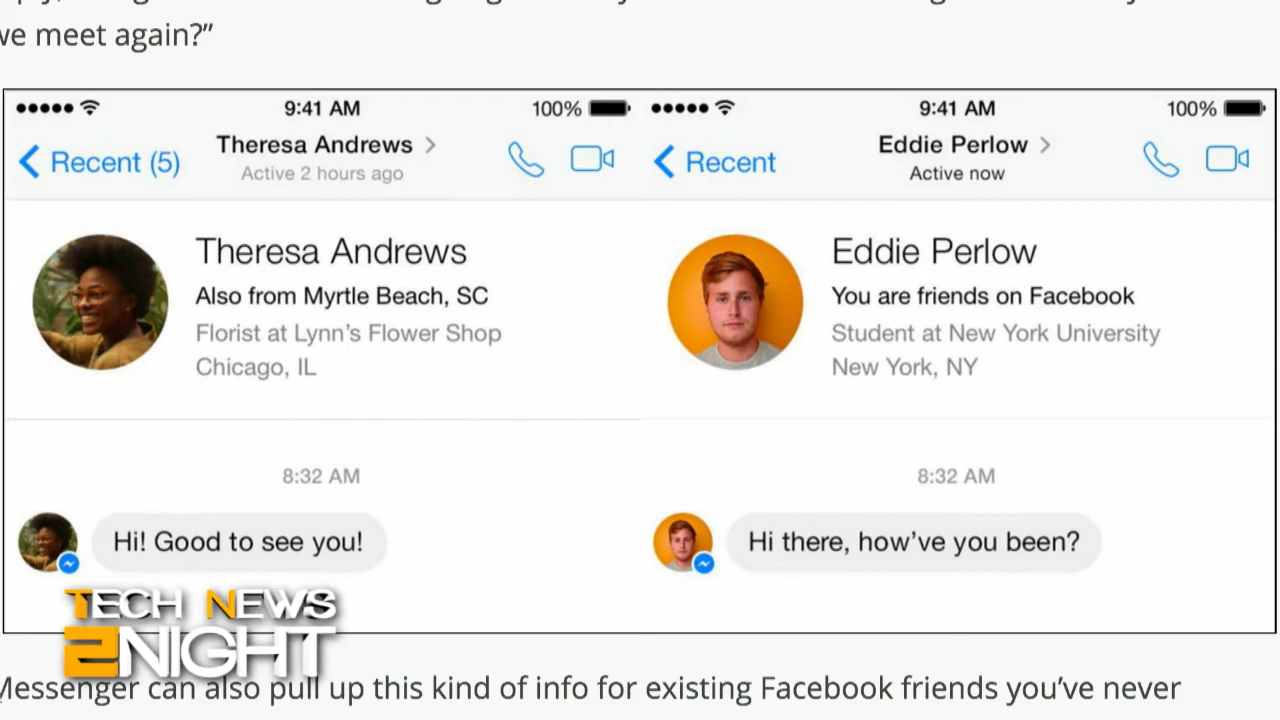 we meet again?”
9:41 AM
100%
Recent (5)
Theresa Andrews
Active 2 hours ago
Theresa Andrews
Also from Myrtle Beach, SC
Florist at Lynn’s Flower Shop
Chicago, IL
8:32 AM
Hi! Good to see you!
9:41 AM
100%
Recent
Eddie Perlow
Active now
Eddie Perlow
You are friends on Facebook
Student at New York University
New York, NY
8:32 AM
Hi there, how’ve you been?
TECH NEWS
2NIGHT
Messenger can also pull up this kind of info for existing Facebook friends you’ve never